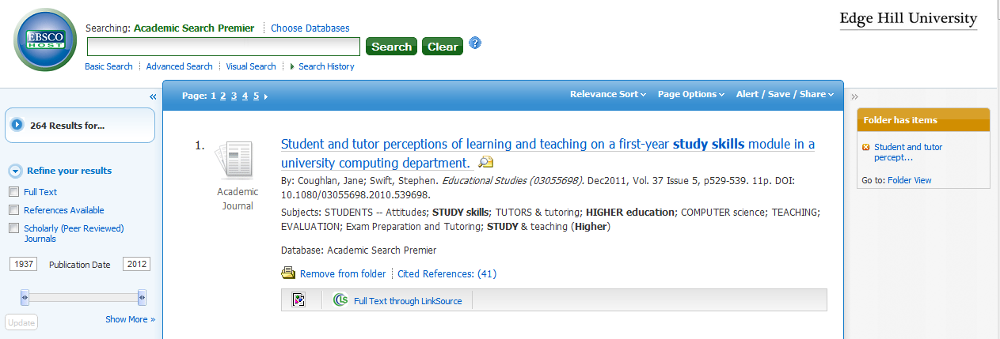 EBSCO
HOST
Searching: Academic Search Premier Choose Databases
Search Clear ?
Basic Search Advanced Search Visual Search Search History
Edge Hill University
«
264 Results for...
Refine your results
Full Text
References Available
Scholarly (Peer Reviewed)
Journals
1937 Publication Date 2012
Update
Show More »
Page: 1 2 3 4 5
Relevance Sort Page Options Alert / Save / Share
1.
Academic
Journal
Student and tutor perceptions of learning and teaching on a first-year study skills module in a
university computing department.
By: Coughlan, Jane; Swift, Stephen. Educational Studies (03055698). Dec2011, Vol. 37 Issue 5, p529-539. 11p. DOI:
10.1080/03055698.2010.539698.
Subjects: STUDENTS -- Attitudes; STUDY skills; TUTORS & tutoring; HIGHER education; COMPUTER science; TEACHING;
EVALUATION; Exam Preparation and Tutoring; STUDY & teaching (Higher)
Database: Academic Search Premier
Remove from folder Cited References: (41)
LS Full Text through LinkSource
»
Folder has items
Student and tutor
percept...
Go to: Folder View